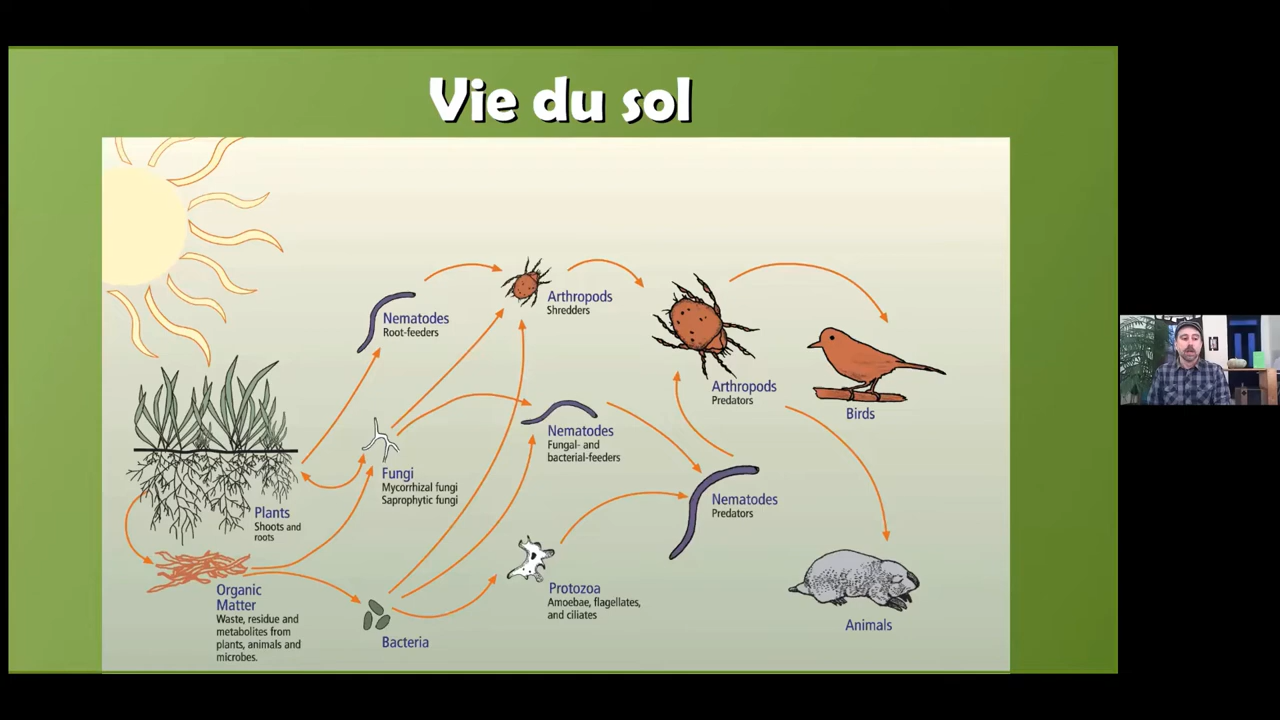 Vie du sol
Nematodes
Root-feeders
Arthropods
Shredders
Arthropods
Predators
Birds
Nematodes
Fungal- and
bacterial-feeders
Fungi
Mycorrhizal fungi
Saprophytic fungi
Plants
Shoots and
roots
Nematodes
Predators
Organic
Matter
Waste, residue and
metabolites from
plants, animals and
microbes.
Bacteria
Protozoa
Amoebae, flagellates,
and ciliates
Animals